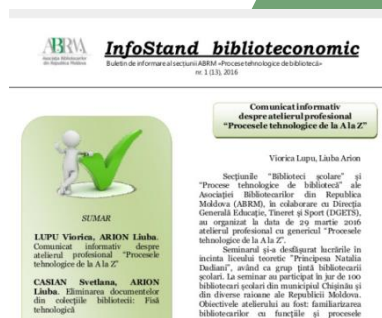 ABRM
Asociația Bibliotecarilor
din Republica Moldova
InfoStand biblioteconomic
Buletin de informare al secțiunii ABRM «Procese tehnologice de bibliotecă»
nr. 1 (13), 2016
SUMAR
LUPU Viorica, ARION Liuba.
Comunicat informativ despre
atelierul profesional "Procesele
tehnologice de la A la Z"
CASIAN Svetlana, ARION
Liuba. Eliminarea documentelor
din colecțiile bibliotecii: Fișă
tehnologică
Comunicat informativ
despre atelierul profesional
"Procesele tehnologice de la A la Z"
Viorica Lupu, Liuba Arion
Secțiunile "Biblioteci școlare" și
"Procese tehnologice de bibliotecă" ale
Asociației Bibliotecarilor din Republica
Moldova (ABRM), în colaborare cu Direcția
Generală Educație, Tineret și Sport (DGETS),
au organizat la data de 29 martie 2016
atelierul profesional cu genericul "Procesele
tehnologice de la A la Z".
Seminarul și-a desfășurat lucrările în
incinta liceului teoretic "Principesa Natalia
Dadiani", având ca grup țintă bibliotecarii
școlari. La seminar au participat în jur de 100
bibliotecari școlari din municipiul Chișinău și
din diverse raioane ale Republicii Moldova.
Obiectivele atelierului au fost: familiarizarea
bibliotecarilor cu funcțiile și procesele